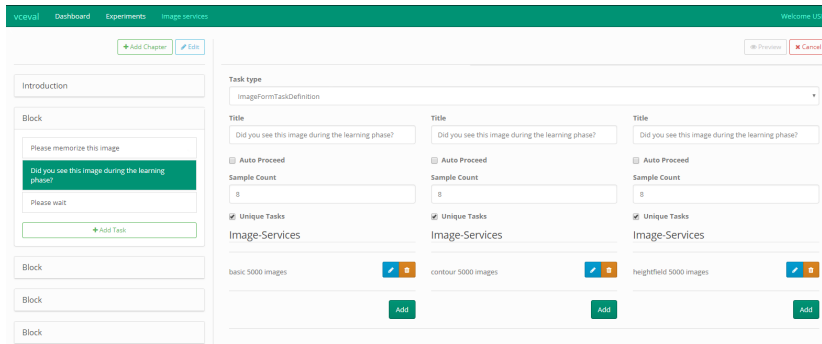 vceval Dashboard Experiments Image services Welcome US
+ Add Chapter Edit Preview × Cancel
Introduction
Block
Please memorize this image
Did you see this image during the learning
phase?
Please wait
+ Add Task
Block
Block
Block
Task type
ImageFormTaskDefinition
Title Title Title
Did you see this image during the learning phase? Did you see this image during the learning phase? Did you see this image during the learning phase?
Auto Proceed Auto Proceed Auto Proceed
Sample Count Sample Count Sample Count
8 8 8
Unique Tasks Unique Tasks Unique Tasks
Image-Services Image-Services Image-Services
basic 5000 images contour 5000 images heightfield 5000 images
Add Add Add